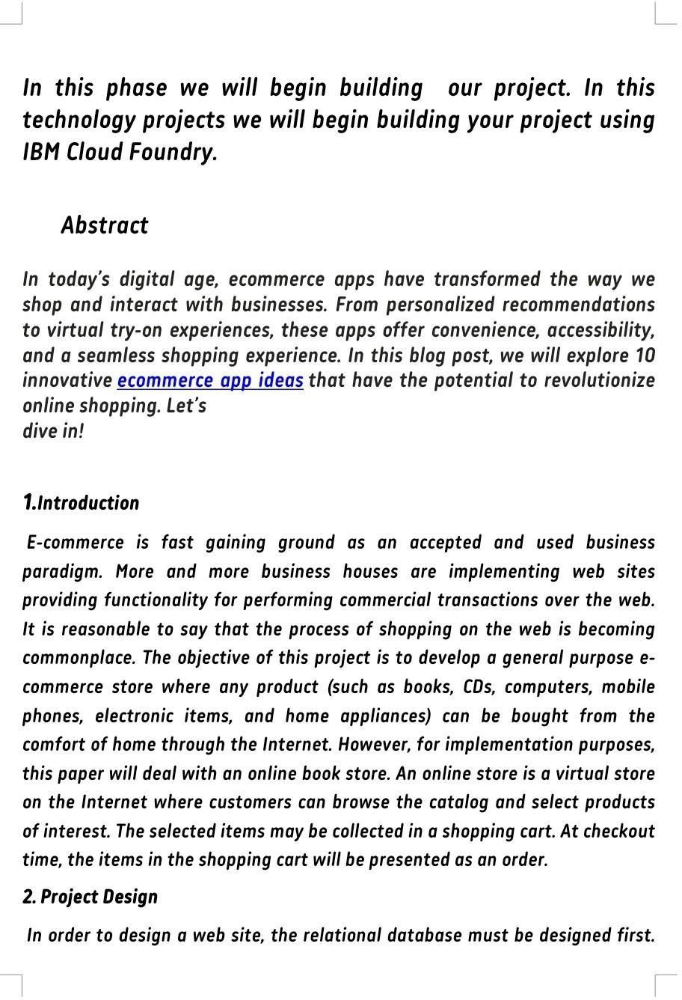 In this phase we will begin building our project. In this
technology projects we will begin building your project using
IBM Cloud Foundry.
Abstract
In today’s digital age, ecommerce apps have transformed the way we
shop and interact with businesses. From personalized recommendations
to virtual try-on experiences, these apps offer convenience, accessibility,
and a seamless shopping experience. In this blog post, we will explore 10
innovative ecommerce app ideas that have the potential to revolutionize
online shopping. Let’s
dive in!
1.Introduction
E-commerce is fast gaining ground as an accepted and used business
paradigm. More and more business houses are implementing web sites
providing functionality for performing commercial transactions over the web.
It is reasonable to say that the process of shopping on the web is becoming
commonplace. The objective of this project is to develop a general purpose e-
commerce store where any product (such as books, CDs, computers, mobile
phones, electronic items, and home appliances) can be bought from the
comfort of home through the Internet. However, for implementation purposes,
this paper will deal with an online book store. An online store is a virtual store
on the Internet where customers can browse the catalog and select products
of interest. The selected items may be collected in a shopping cart. At checkout
time, the items in the shopping cart will be presented as an order.
2. Project Design
In order to design a web site, the relational database must be designed first.